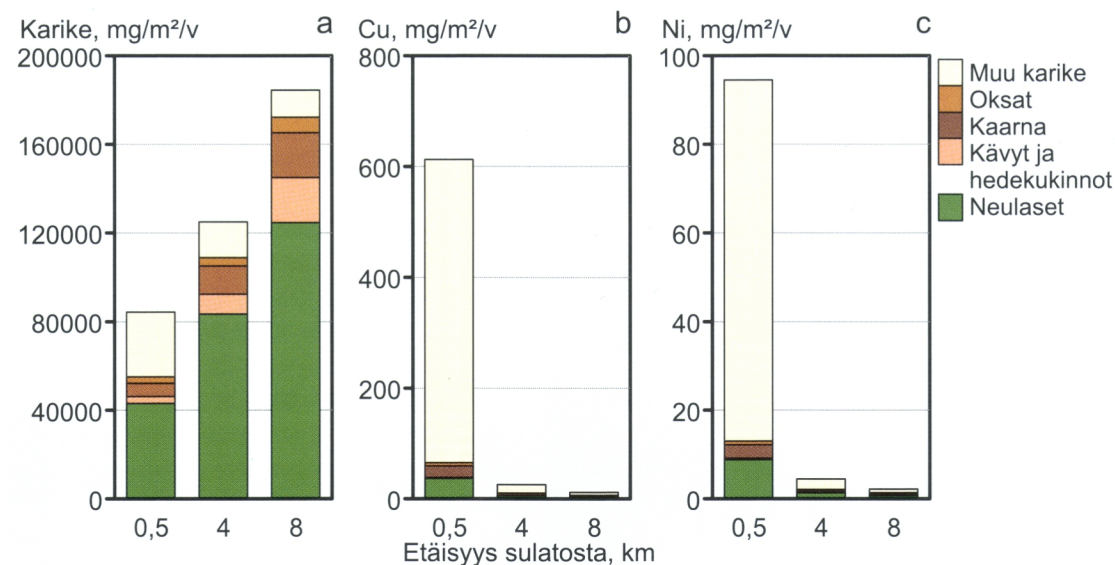 Karike, mg/m²/v
a
200000
160000
120000
80000
40000
0
0,5
4
8
Cu, mg/m²/v
b
800
600
400
200
0
0,5
4
8
Ni, mg/m²/v
c
100
80
60
40
20
0
0,5
4
8
Etäisyys sulatosta, km
Muu karike
Oksat
Kaarna
Kävyt ja
hedekukinnot
Neulaset